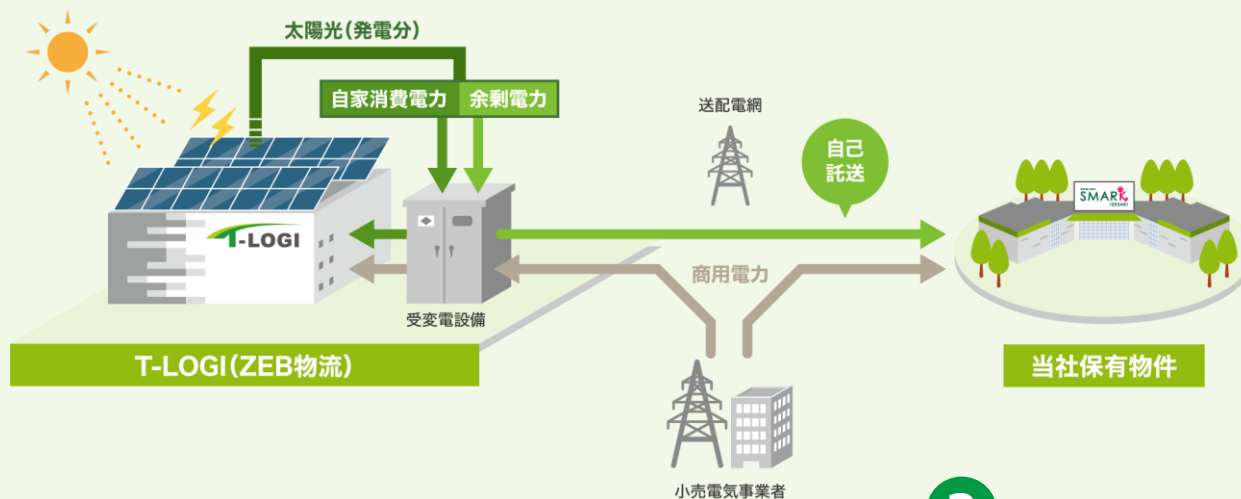 太陽光(発電分)
自家消費電力 余剰電力
送配電網
自己
託送
T-LOGI
SMARK
ISESAKI
商用電力
受変電設備
T-LOGI(ZEB物流)
当社保有物件
小売電気事業者